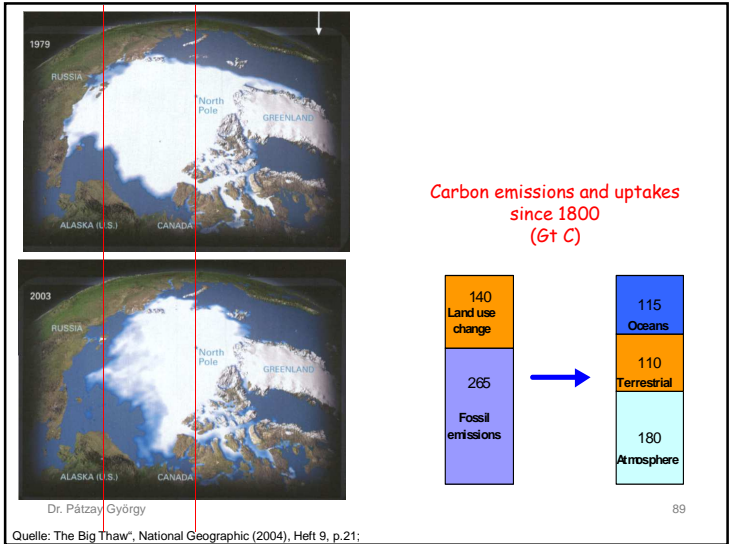 1979
RUSSIA
North
Pole
GREENLAND
ALASKA (U.S.)
CANADA
2003
RUSSIA
North
Pole
GREENLAND
ALASKA (U.S.)
CANADA
Carbon emissions and uptakes
since 1800
(Gt C)
140
Land use
change
265
Fossil
emissions
115
Oceans
110
Terrestrial
180
Atmosphere
Dr. Pátzay György
89
Quelle: The Big Thaw“, National Geographic (2004), Heft 9, p.21;